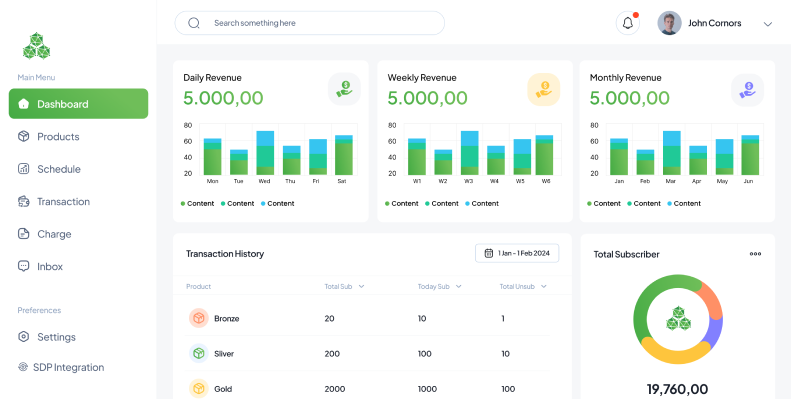 Search something here
John Cornors
Main Menu
Dashboard
Products
Schedule
Transaction
Charge
Inbox
Preferences
Settings
SDP Integration
Daily Revenue
5.000,00
80
60
40
20
Mon Tue Wed Thu Fri Sat
Content Content Content
Weekly Revenue
5.000,00
80
60
40
20
W1 W2 W3 W4 W5 W6
Content Content Content
Monthly Revenue
5.000,00
80
60
40
20
Jan Feb Mar Apr May Jun
Content Content Content
Transaction History
1 Jan - 1 Feb 2024
Product Total Sub Today Sub Total Unsub
Bronze 20 10 1
Sliver 200 100 10
Gold 2000 1000 100
Total Subscriber
19,760,00